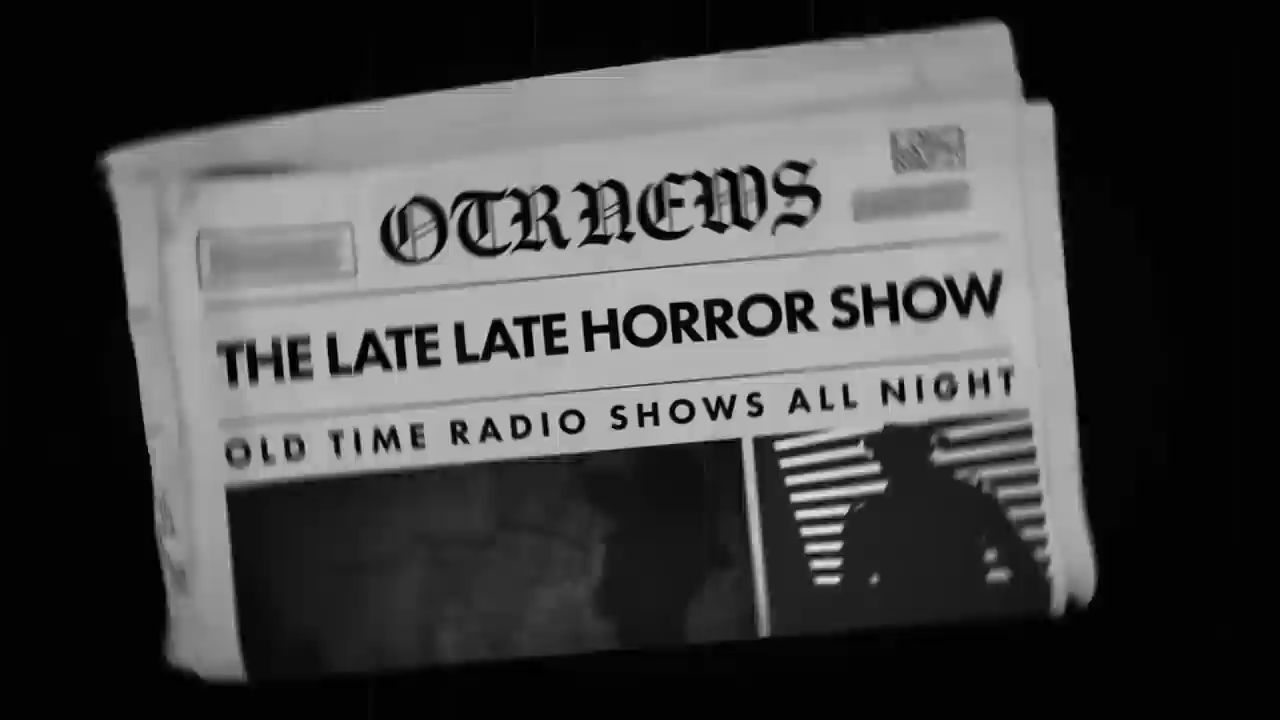 OTRNEWS
THE LATE LATE HORROR SHOW
OLD TIME RADIO SHOWS ALL NIGHT